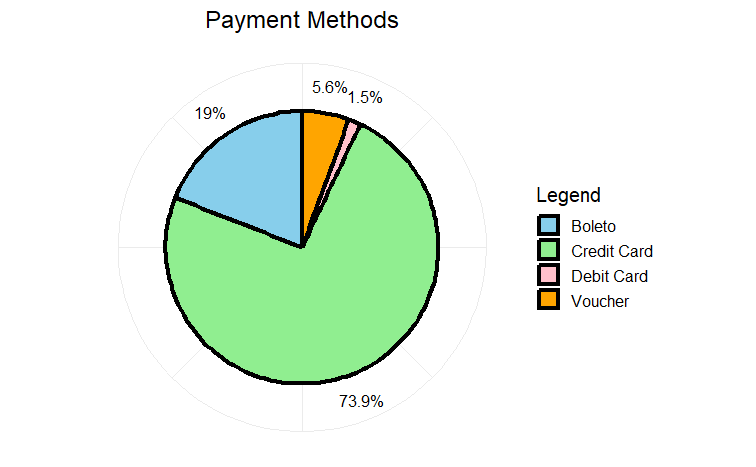 Payment Methods
5.6%
1.5%
19%
73.9%
Legend
Boleto
Credit Card
Debit Card
Voucher